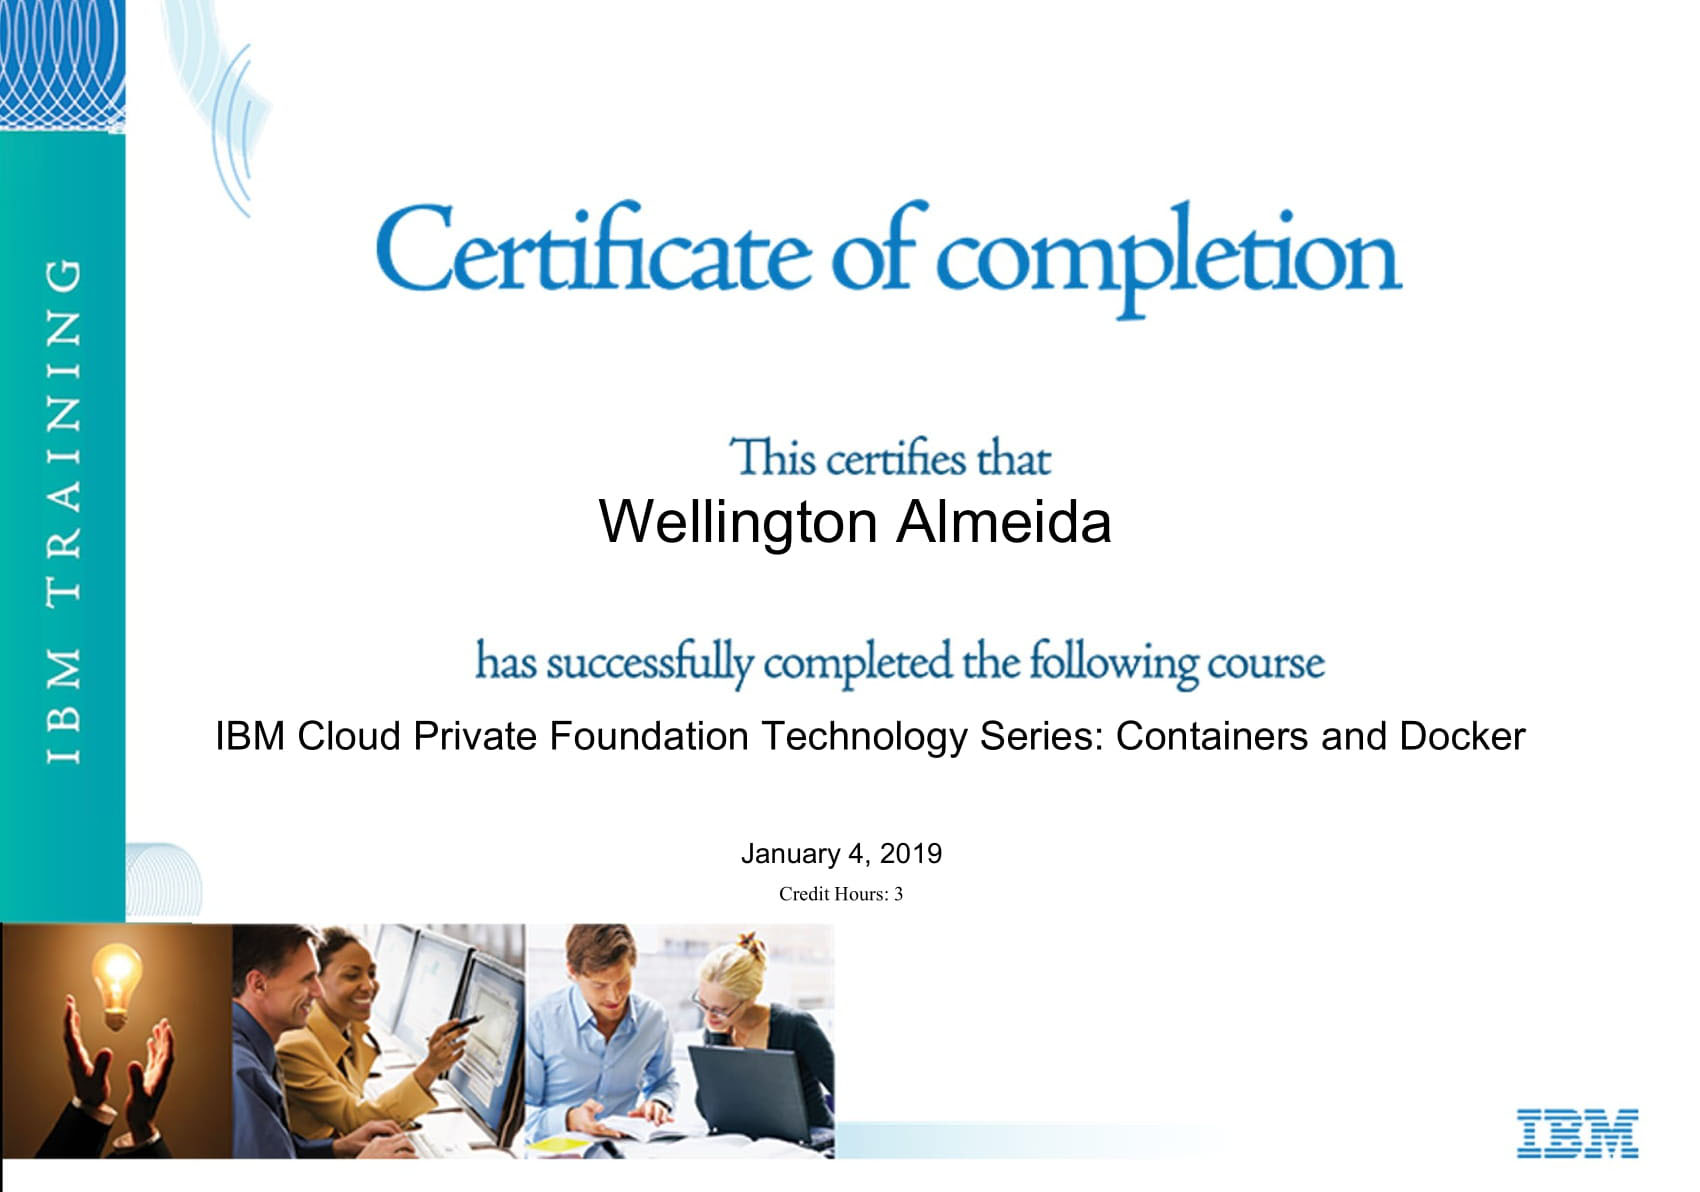 IBM TRAINING
Certificate of completion
This certifies that
Wellington Almeida
has successfully completed the following course
IBM Cloud Private Foundation Technology Series: Containers and Docker
January 4, 2019
Credit Hours: 3
IBM